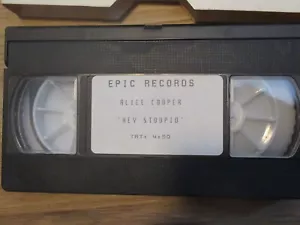 EPIC RECORDS
ALICE COOPER
"HEY STOOPID"
TRT: 4:30